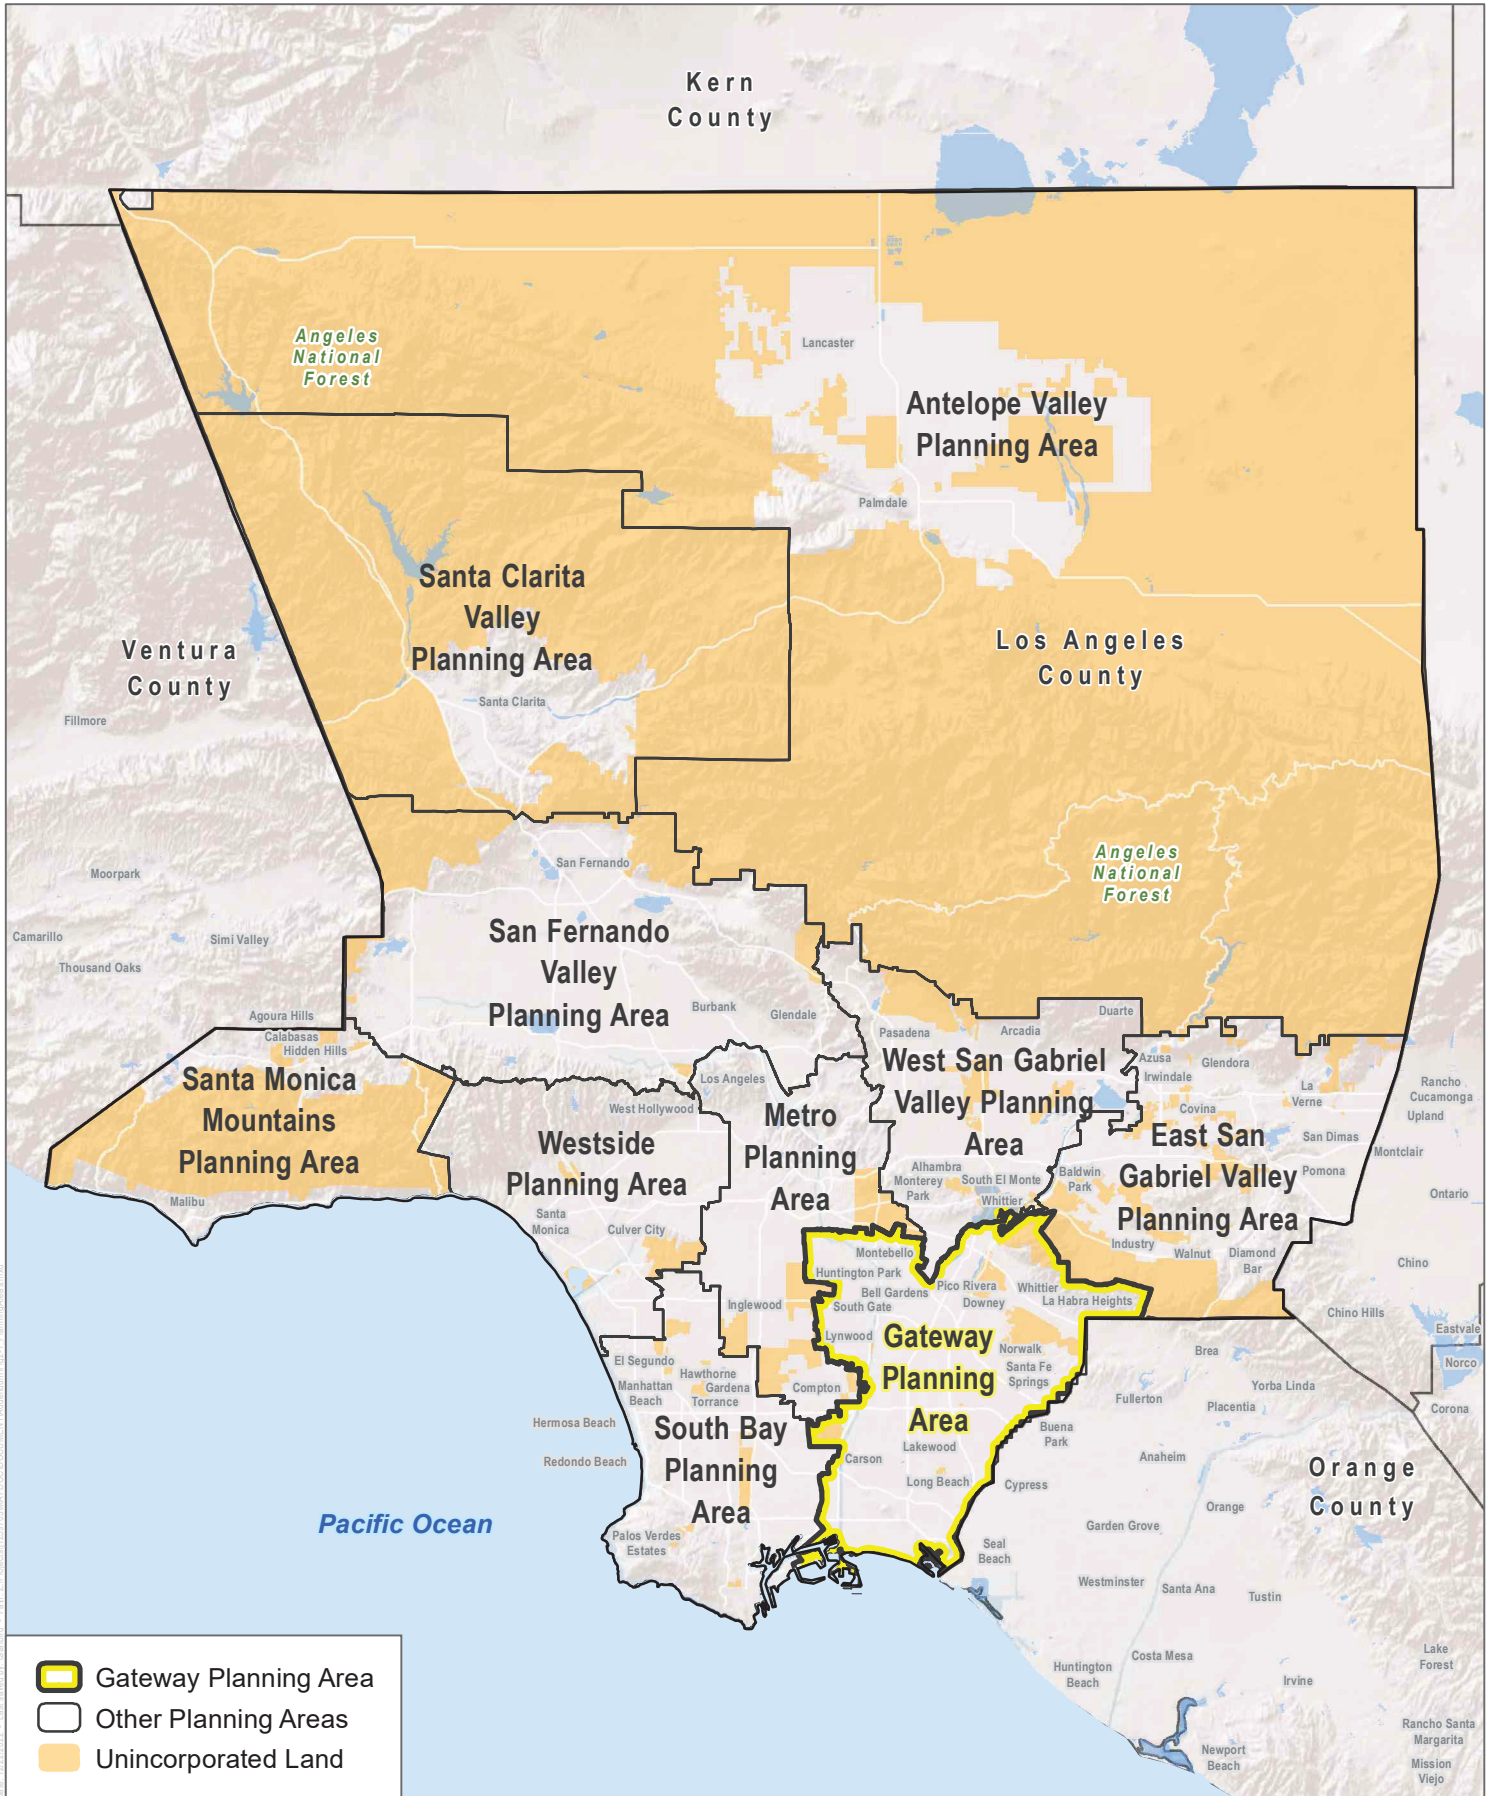 Kern
County
Angeles
National
Forest
Lancaster
Antelope Valley
Planning Area
Palmdale
Santa Clarita
Valley
Planning Area
Ventura
County
Los Angeles
County
Santa Clarita
Fillmore
San Fernando
Moorpark
Angeles
National
Forest
San Fernando
Valley
Planning Area
Camarillo
Simi Valley
Thousand Oaks
Burbank
Glendale
Agoura Hills
Calabasas
Hidden Hills
Pasadena
Arcadia
Duarte
Santa Monica
Mountains
Planning Area
West San Gabriel
Valley Planning
Area
Azusa
Irwindale
Glendora
Los Angeles
West Hollywood
Metro
Planning
Area
La
Verne
Rancho
Cucamonga
Upland
Covina
Westside
Planning Area
East San
Gabriel Valley
Planning Area
San Dimas
Montclair
Pomona
Ontario
Alhambra
Monterey
Park
South El Monte
Whittier
Baldwin
Park
Malibu
Santa
Monica
Culver City
Industry
Walnut
Diamond
Bar
Chino
Montebello
Huntington Park
Bell Gardens
South Gate
Pico Rivera
Downey
Whittier
La Habra Heights
Inglewood
Chino Hills
Eastvale
Norco
Lynwood
Gateway
Planning
Area
Norwalk
Santa Fe
Springs
Brea
El Segundo
Manhattan
Beach
Hawthorne
Gardena
Torrance
Compton
Yorba Linda
Fullerton
Placentia
Corona
Hermosa Beach
South Bay
Planning
Area
Buena
Park
Redondo Beach
Carson
Lakewood
Long Beach
Anaheim
Cypress
Orange
County
Orange
Pacific Ocean
Palos Verdes
Estates
Garden Grove
Seal
Beach
Westminster
Santa Ana
Tustin
Costa Mesa
Lake
Forest
Huntington
Beach
Irvine
Rancho Santa
Margarita
Newport
Beach
Mission
Viejo
Gateway Planning Area
Other Planning Areas
Unincorporated Land